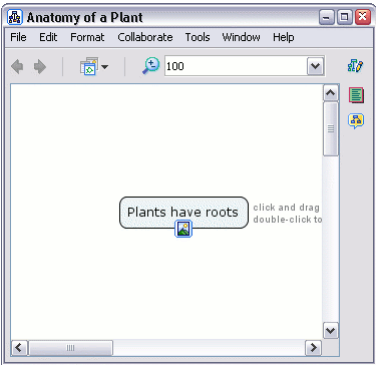 Anatomy of a Plant
File Edit Format Collaborate Tools Window Help
100
Plants have roots
click and drag
double-click to